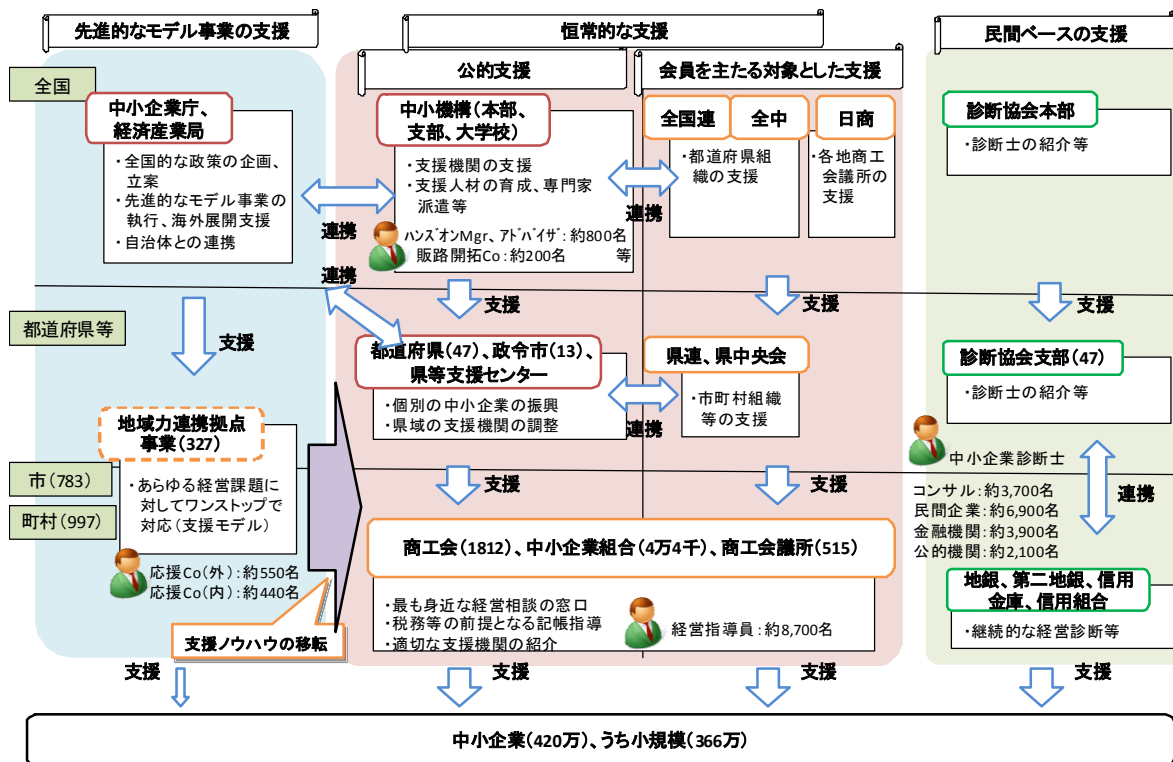 先進的なモデル事業の支援
恒常的な支援
民間ベースの支援
公的支援
会員を主たる対象とした支援
全国
中小企業庁、
経済産業局
・全国的な政策の企画、
立案
・先進的なモデル事業の
執行、海外展開支援
・自治体との連携
連携
中小機構(本部、
支部、大学校)
・支援機関の支援
・支援人材の育成、専門家
派遣等
ハンズオンMgr、アドバイザ:約800名
販路開拓Co:約200名 等
連携
全国連
全中
・都道府県組
織の支援
日商
・各地商工
会議所の
支援
診断協会本部
・診断士の紹介等
連携
支援
支援
支援
都道府県等
支援
都道府県(47)、政令市(13)、
県等支援センター
・個別の中小企業の振興
・県域の支援機関の調整
連携
県連、県中央会
・市町村組織
等の支援
診断協会支部(47)
・診断士の紹介等
地域力連携拠点
事業(327)
・あらゆる経営課題に
対してワンストップで
対応(支援モデル)
応援Co(外):約550名
応援Co(内):約440名
中小企業診断士
市(783)
町村(997)
支援
支援
コンサル:約3,700名
民間企業:約6,900名
金融機関:約3,900名
公的機関:約2,100名
連携
商工会(1812)、中小企業組合(4万4千)、商工会議所(515)
・最も身近な経営相談の窓口
・税務等の前提となる記帳指導
・適切な支援機関の紹介
経営指導員:約8,700名
地銀、第二地銀、信用
金庫、信用組合
・継続的な経営診断等
支援ノウハウの移転
支援
支援
支援
支援
中小企業(420万)、うち小規模(366万)